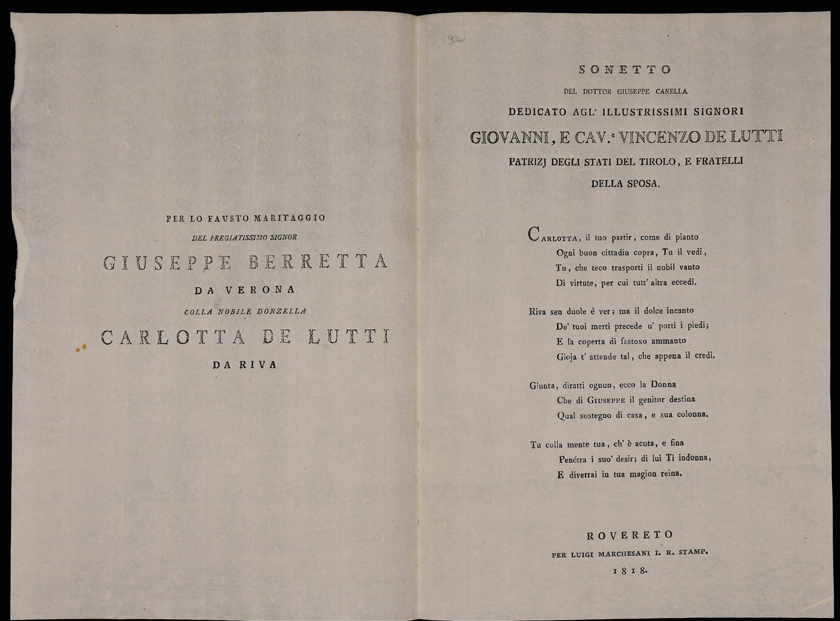 PER LO FAUSTO MARITAGGIO
DEL PREGIATISSIMO SIGNOR
GIUSEPPE BERRETTA
DA VERONA
COLLA NOBILE DONZELLA
CARLOTTA DE LUTTI
DA RIVA
SONETTO
DEL DOTTOR GIUSEPPE CANELLA
DEDICATO AGL' ILLUSTRISSIMI SIGNORI
GIOVANNI, E CAV.e VINCENZO DE LUTTI
PATRIZJ DEGLI STATI DEL TIROLO, E FRATELLI
DELLA SPOSA.
CARLOTTA, il tuo partir, come di pianto
Ogni buon cittadin copra, Tu il vedi,
Tu, che teco trasporti il nobil vanto
Di virtute, per cui tutt' altra eccedi.
Riva sen duole è ver; ma il dolce incanto
De' tuoi merti precede u' porti i piedi;
E là coperta di fastoso ammanto
Gioja t' attende tal, che appena il credi.
Giunta, diratti ognun, ecco la Donna
Che di GIUSEPPE il genitor destina
Qual sostegno di casa, e sua colonna.
Tu colla mente tua, ch' è acuta, e fina
Penétra i suo' desir; di lui Ti indonna,
E diverrai in tua magion reina.
ROVERETO
PER LUIGI MARCHESANI I. R. STAMP.
1818.